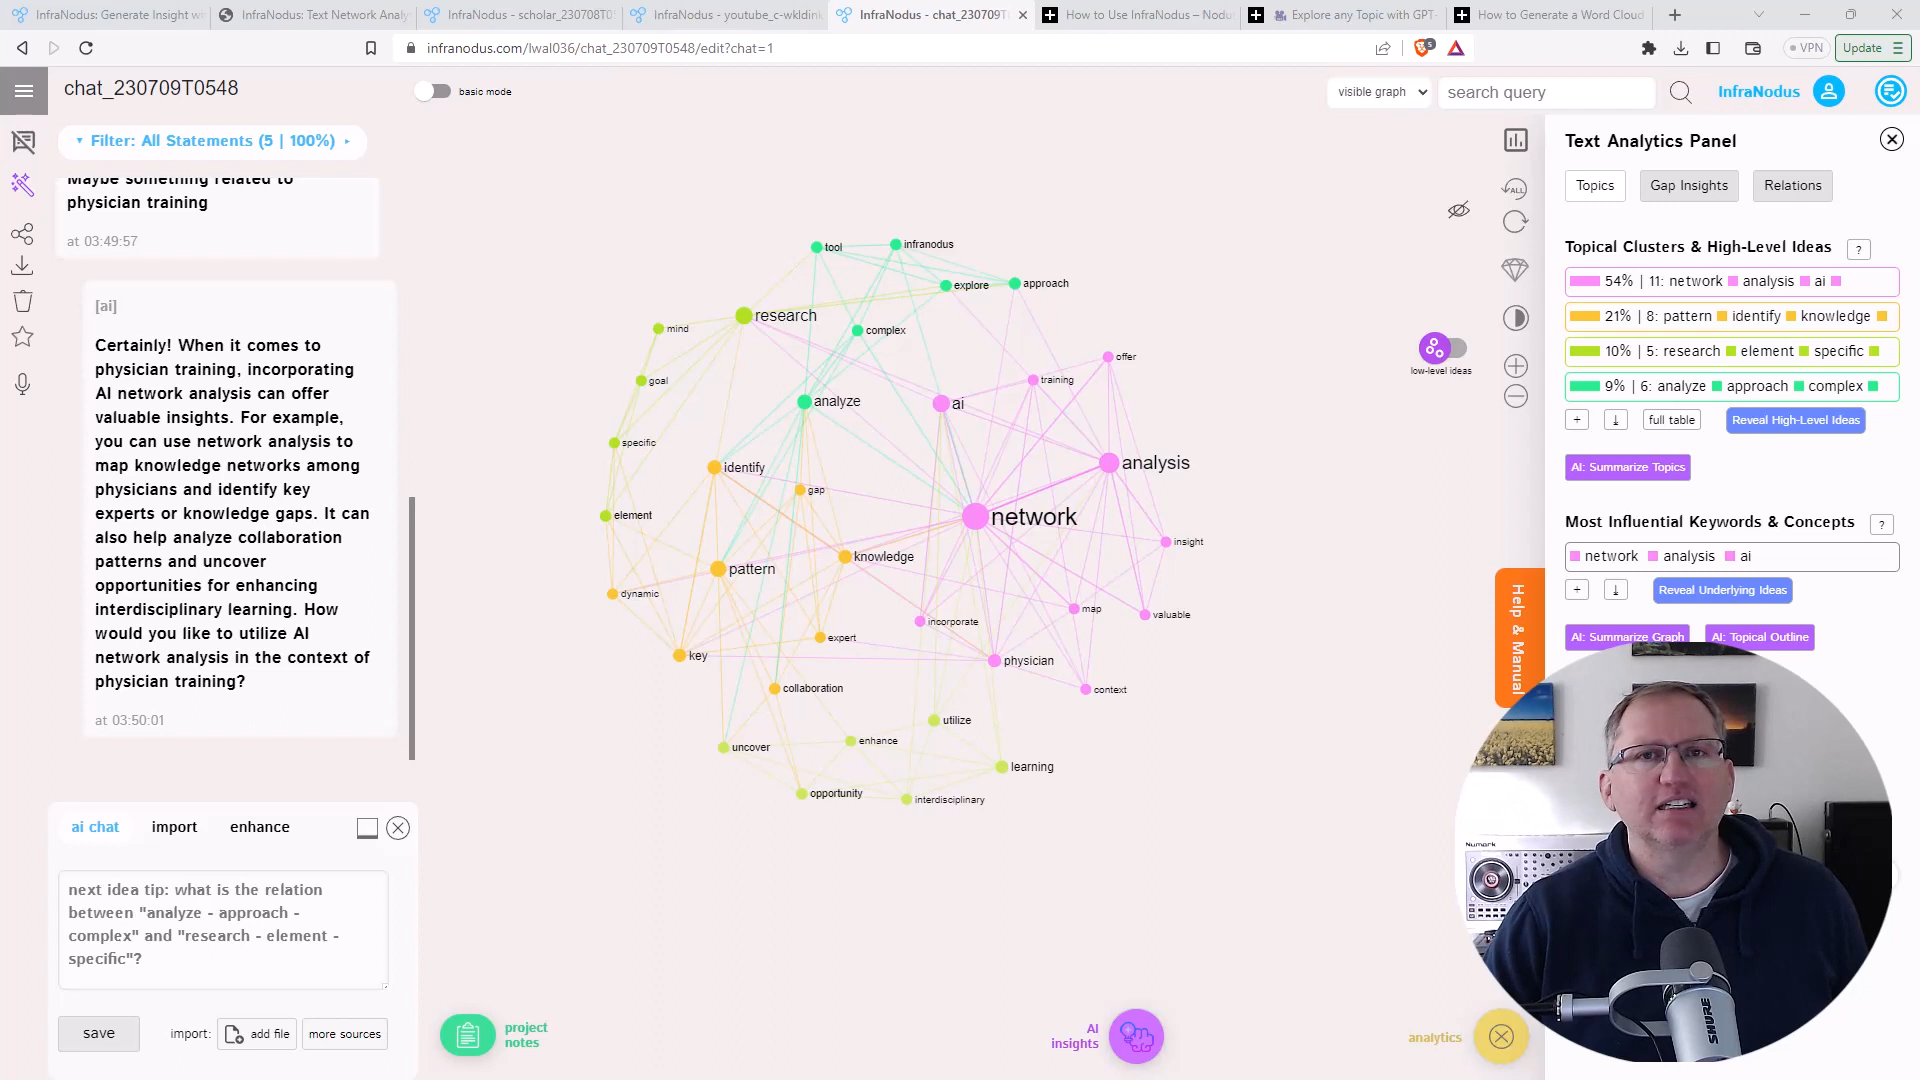 InfraNodus: Generate Insight wi
InfraNodus: Text Network Analy
InfraNodus - scholar_230708T05
InfraNodus - youtube_c-wkldink
InfraNodus - chat_230709T0
How to Use InfraNodus – Nodus
Explore any Topic with GPT-
How to Generate a Word Cloud
infranodus.com/lwal036/chat_230709T0548/edit?chat=1
5
VPN
Update
chat_230709T0548
basic mode
visible graph
search query
InfraNodus
Filter: All Statements (5 | 100%)
Maybe something related to
physician training
at 03:49:57
[ai]
Certainly! When it comes to
physician training, incorporating
AI network analysis can offer
valuable insights. For example,
you can use network analysis to
map knowledge networks among
physicians and identify key
experts or knowledge gaps. It can
also help analyze collaboration
patterns and uncover
opportunities for enhancing
interdisciplinary learning. How
would you like to utilize AI
network analysis in the context of
physician training?
at 03:50:01
ai chat
import
enhance
next idea tip: what is the relation
between "analyze - approach -
complex" and "research - element -
specific"?
save
import:
add file
more sources
tool
infranodus
explore
approach
research
mind
complex
offer
goal
training
analyze
ai
specific
identify
analysis
gap
element
network
insight
knowledge
pattern
dynamic
map
valuable
incorporate
expert
key
physician
collaboration
context
utilize
uncover
enhance
learning
opportunity
interdisciplinary
project
notes
AI
insights
analytics
ALL
low-level ideas
Help & Manual
Text Analytics Panel
Topics
Gap Insights
Relations
Topical Clusters & High-Level Ideas
?
54% | 11: network analysis ai
21% | 8: pattern identify knowledge
10% | 5: research element specific
9% | 6: analyze approach complex
+
full table
Reveal High-Level Ideas
AI: Summarize Topics
Most Influential Keywords & Concepts
?
network analysis ai
+
Reveal Underlying Ideas
AI: Summarize Graph
AI: Topical Outline
Numark
SHURE